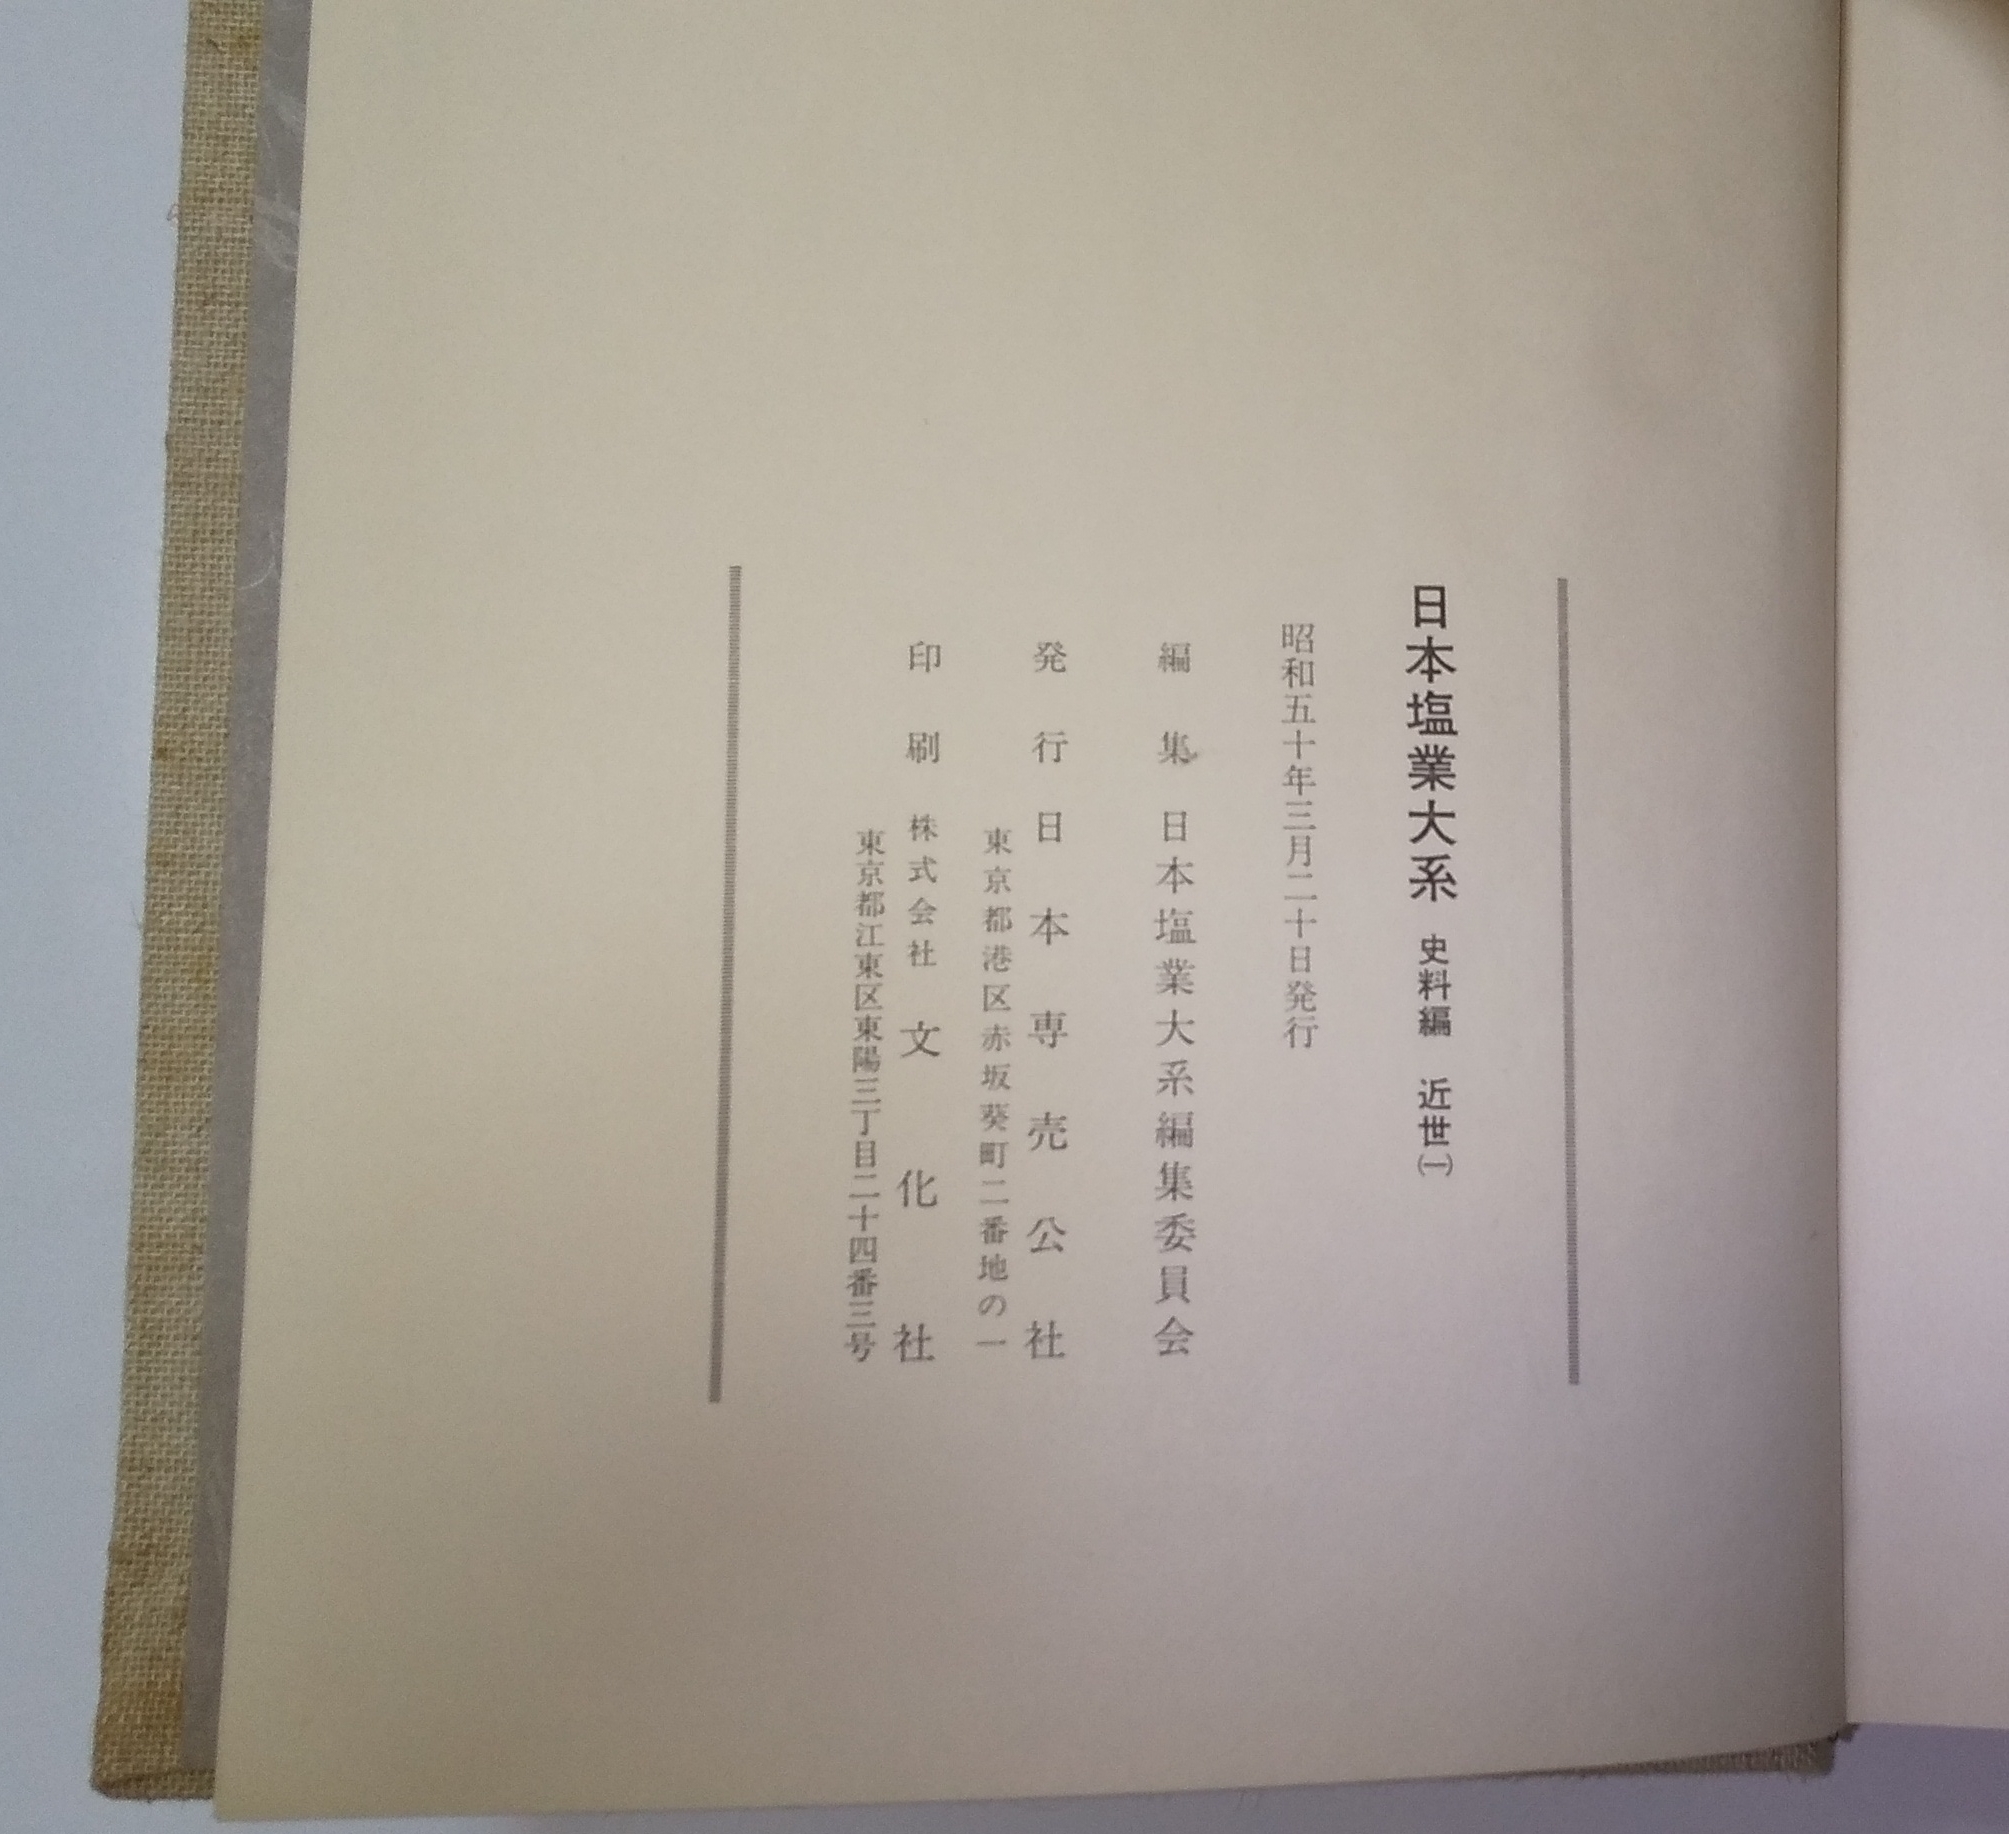 日本塩業大系 史料編 近世㈠
昭和五十年三月二十日発行
編集 日本塩業大系編集委員会
発行 日本専売公社
東京都港区赤坂葵町二番地の一
印刷 株式会社 文化社
東京都江東区東陽三丁目二十四番三号